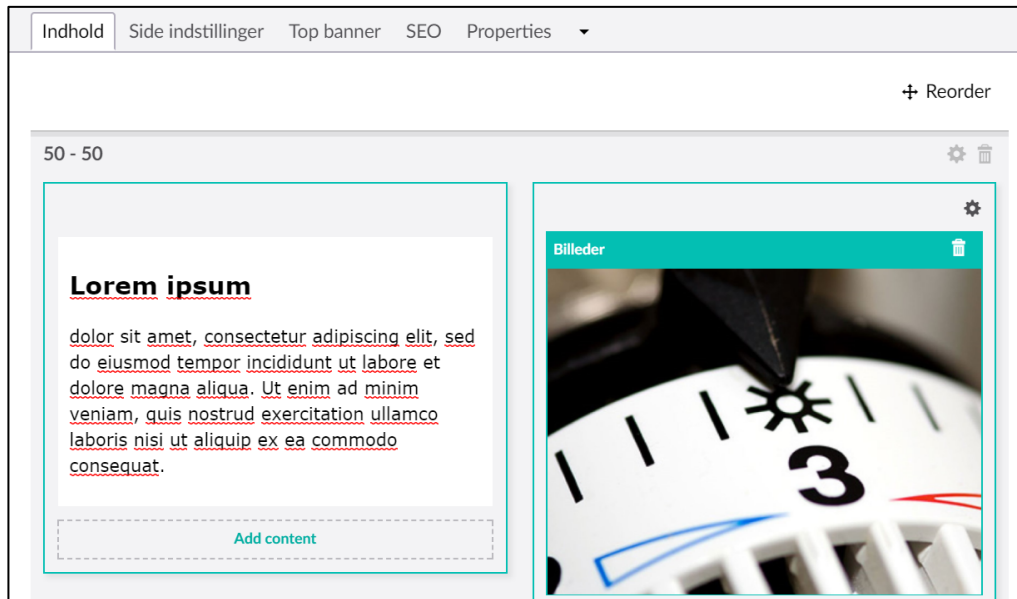 Indhold Side indstillinger Top banner SEO Properties
Reorder
50 - 50
Lorem ipsum
dolor sit amet, consectetur adipiscing elit, sed
do eiusmod tempor incididunt ut labore et
dolore magna aliqua. Ut enim ad minim
veniam, quis nostrud exercitation ullamco
laboris nisi ut aliquip ex ea commodo
consequat.
Add content
Billeder
3